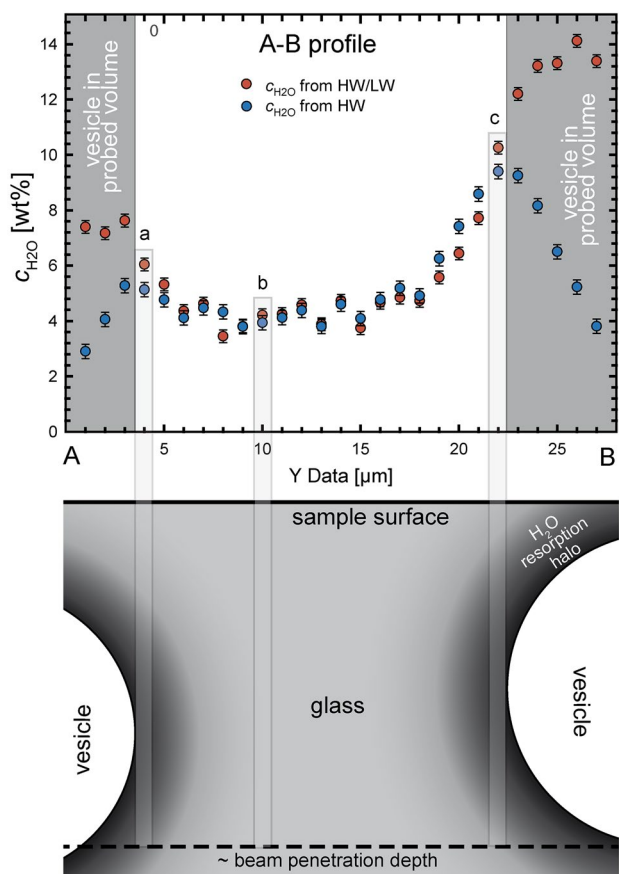 14
12
10
8
6
4
2
0
c_H2O [wt%]
0
A-B profile
c_H2O from HW/LW
c_H2O from HW
vesicle in
probed volume
vesicle in
probed volume
a
b
c
A
5
10
15
20
25
B
Y Data [µm]
sample surface
H₂O
resorption
halo
glass
vesicle
vesicle
~ beam penetration depth